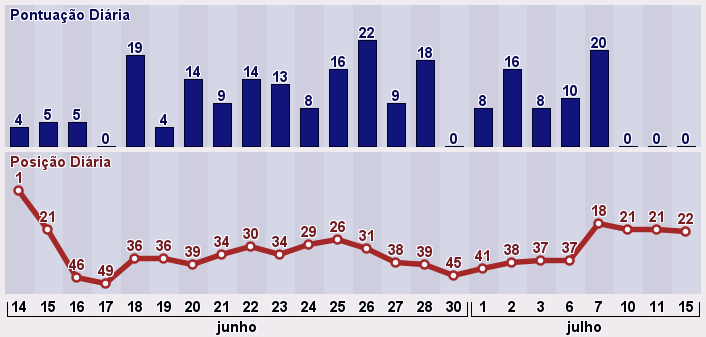 Pontuação Diária
4 5 5 0 19 4 14 9 14 13 8 16 22 9 18 0 8 16 8 10 20 0 0 0
Posição Diária
1 21 46 49 36 36 39 34 30 34 29 26 31 38 39 45 41 38 37 37 18 21 21 22
14 15 16 17 18 19 20 21 22 23 24 25 26 27 28 30 1 2 3 6 7 10 11 15
junho julho